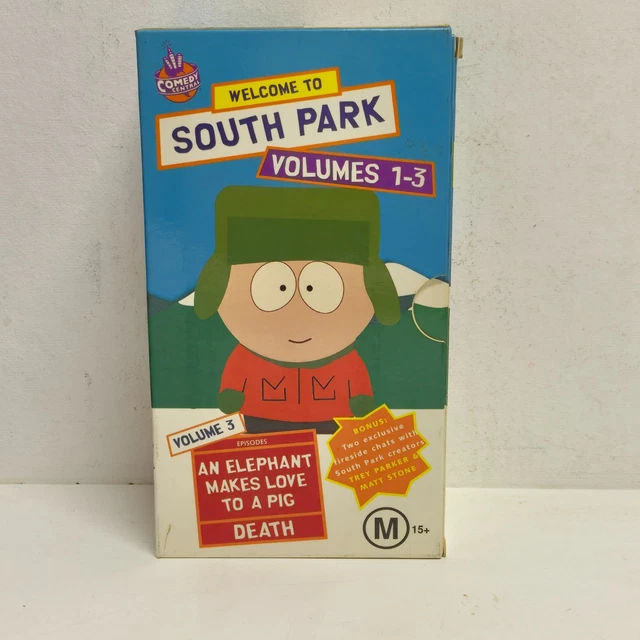 COMEDY
CENTRAL
WELCOME TO
SOUTH PARK
VOLUMES 1-3
VOLUME 3
EPISODES
AN ELEPHANT
MAKES LOVE
TO A PIG
DEATH
BONUS:
Two exclusive
fireside chats with
South Park creators
TREY PARKER &
MATT STONE
M 15+